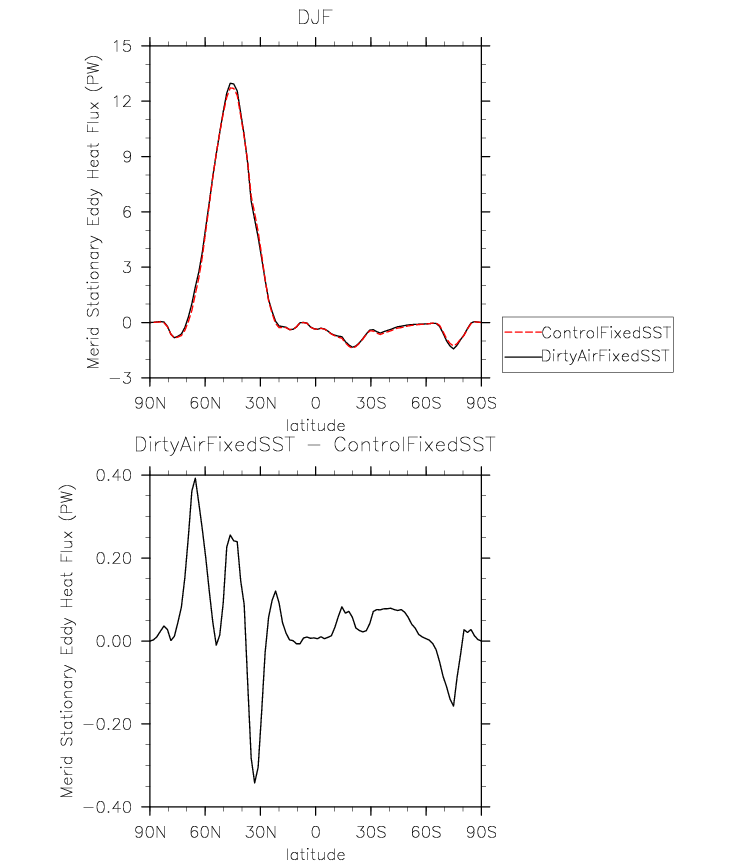 DJF
Merid Stationary Eddy Heat Flux (PW)
15
12
9
6
3
0
−3
90N 60N 30N 0 30S 60S 90S
latitude
ControlFixedSST
DirtyAirFixedSST
DirtyAirFixedSST − ControlFixedSST
Merid Stationary Eddy Heat Flux (PW)
0.40
0.20
0.00
−0.20
−0.40
90N 60N 30N 0 30S 60S 90S
latitude